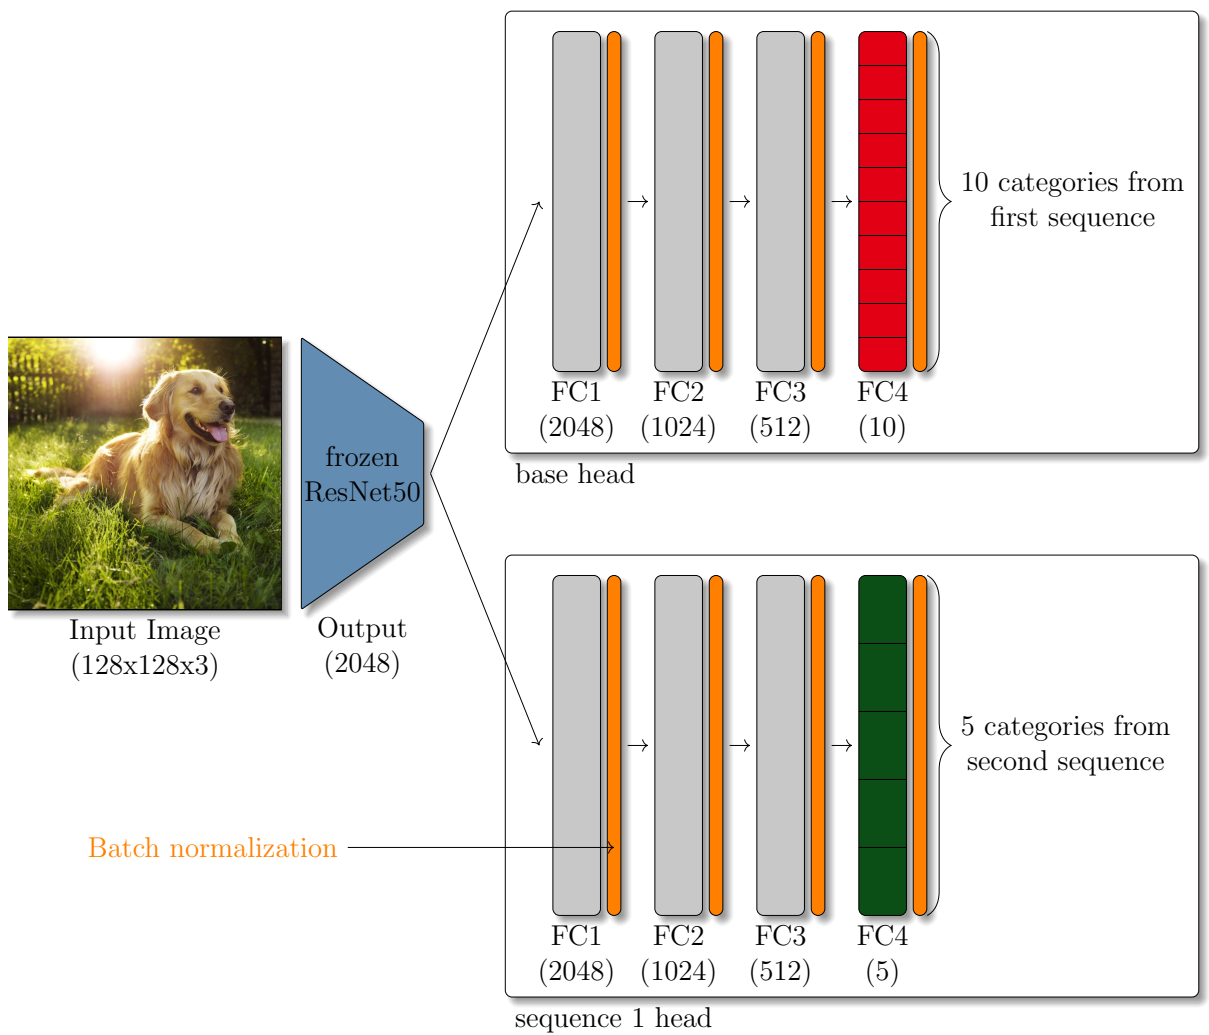 FC1
(2048)
FC2
(1024)
FC3
(512)
FC4
(10)
10 categories from
first sequence
base head
frozen
ResNet50
Input Image
(128x128x3)
Output
(2048)
FC1
(2048)
FC2
(1024)
FC3
(512)
FC4
(5)
5 categories from
second sequence
Batch normalization
sequence 1 head